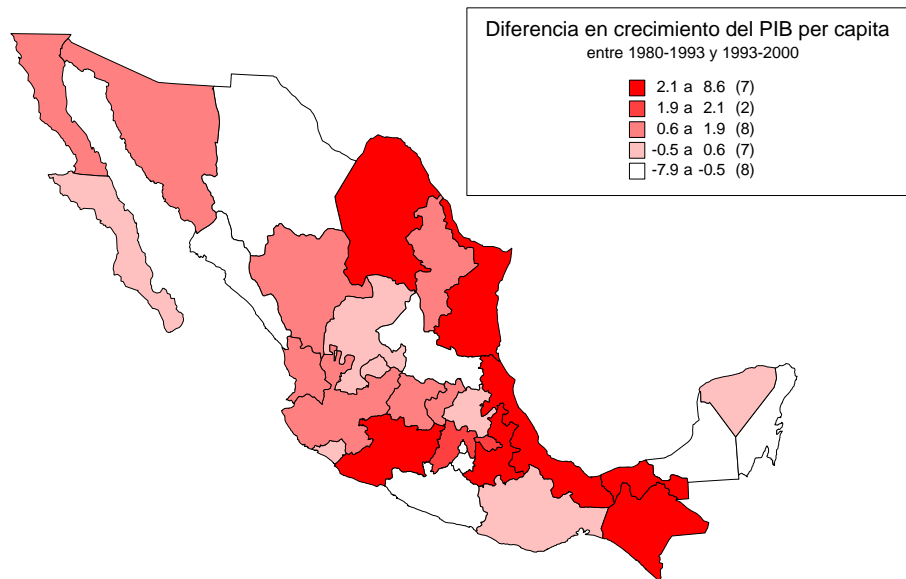 Diferencia en crecimiento del PIB per capita
entre 1980-1993 y 1993-2000
2.1 a 8.6 (7)
1.9 a 2.1 (2)
0.6 a 1.9 (8)
-0.5 a 0.6 (7)
-7.9 a -0.5 (8)